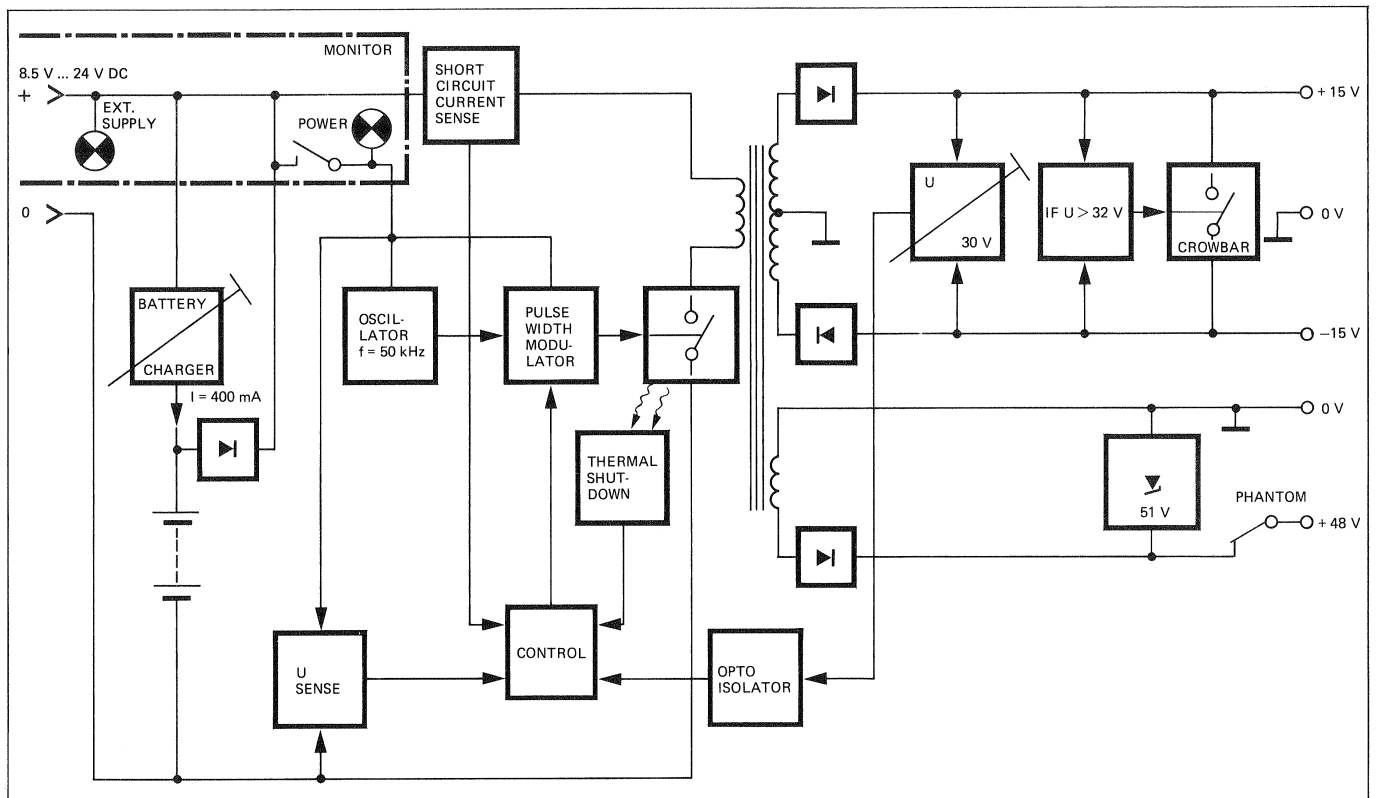 MONITOR
8.5 V ... 24 V DC
+
EXT.
SUPPLY
POWER
0
SHORT
CIRCUIT
CURRENT
SENSE
+ 15 V
U
30 V
IF U > 32 V
CROWBAR
0 V
−15 V
BATTERY
CHARGER
I = 400 mA
OSCIL-
LATOR
f = 50 kHz
PULSE
WIDTH
MODU-
LATOR
THERMAL
SHUT-
DOWN
0 V
51 V
PHANTOM
+ 48 V
U
SENSE
CONTROL
OPTO
ISOLATOR